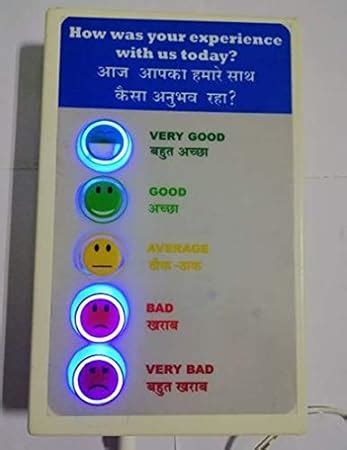 How was your experience
with us today?
आज आपका हमारे साथ
कैसा अनुभव रहा?
VERY GOOD
बहुत अच्छा
GOOD
अच्छा
AVERAGE
ठीक-ठाक
BAD
खराब
VERY BAD
बहुत खराब